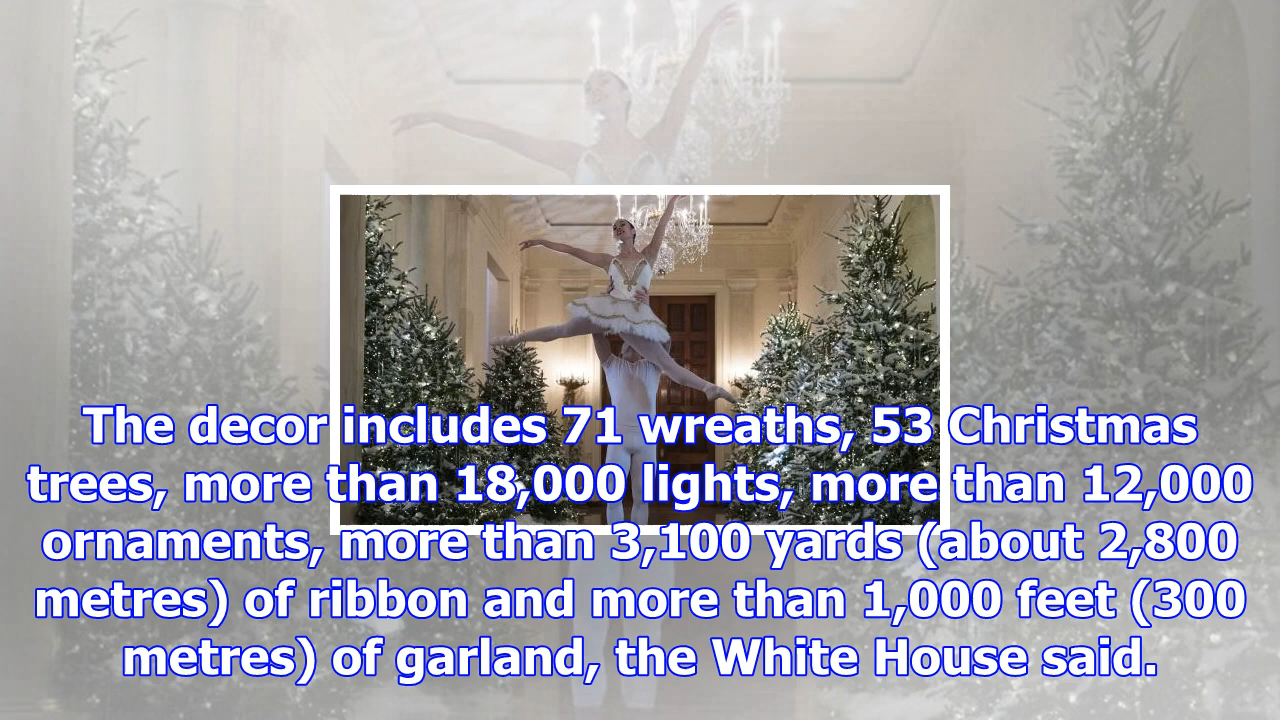 The decor includes 71 wreaths, 53 Christmas
trees, more than 18,000 lights, more than 12,000
ornaments, more than 3,100 yards (about 2,800
metres) of ribbon and more than 1,000 feet (300
metres) of garland, the White House said.